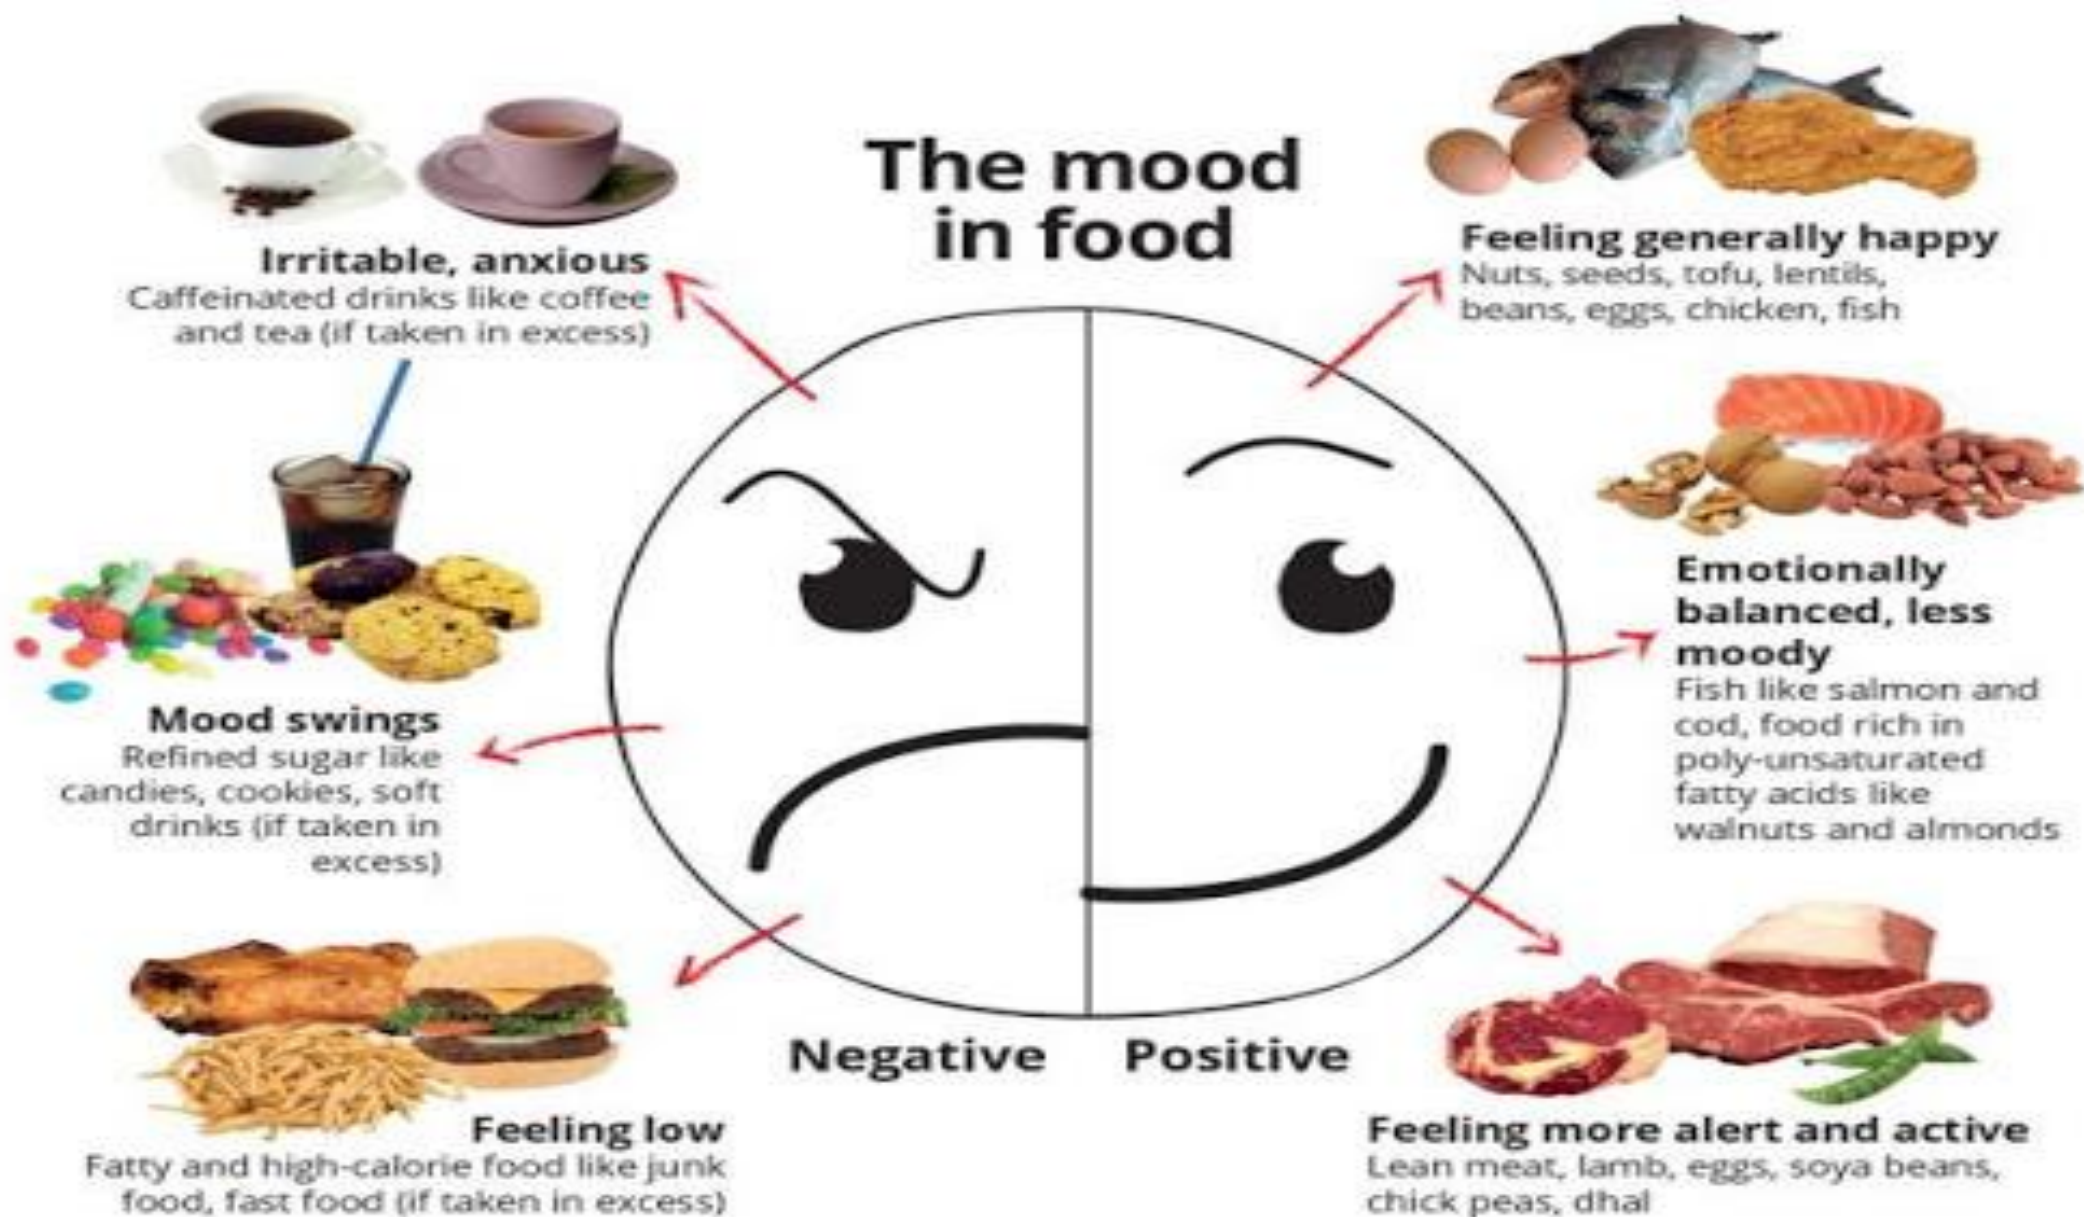 The mood
in food
Irritable, anxious
Caffeinated drinks like coffee
and tea (if taken in excess)
Mood swings
Refined sugar like
candies, cookies, soft
drinks (if taken in
excess)
Feeling low
Fatty and high-calorie food like junk
food, fast food (if taken in excess)
Negative
Positive
Feeling generally happy
Nuts, seeds, tofu, lentils,
beans, eggs, chicken, fish
Emotionally
balanced, less
moody
Fish like salmon and
cod, food rich in
poly-unsaturated
fatty acids like
walnuts and almonds
Feeling more alert and active
Lean meat, lamb, eggs, soya beans,
chick peas, dhal